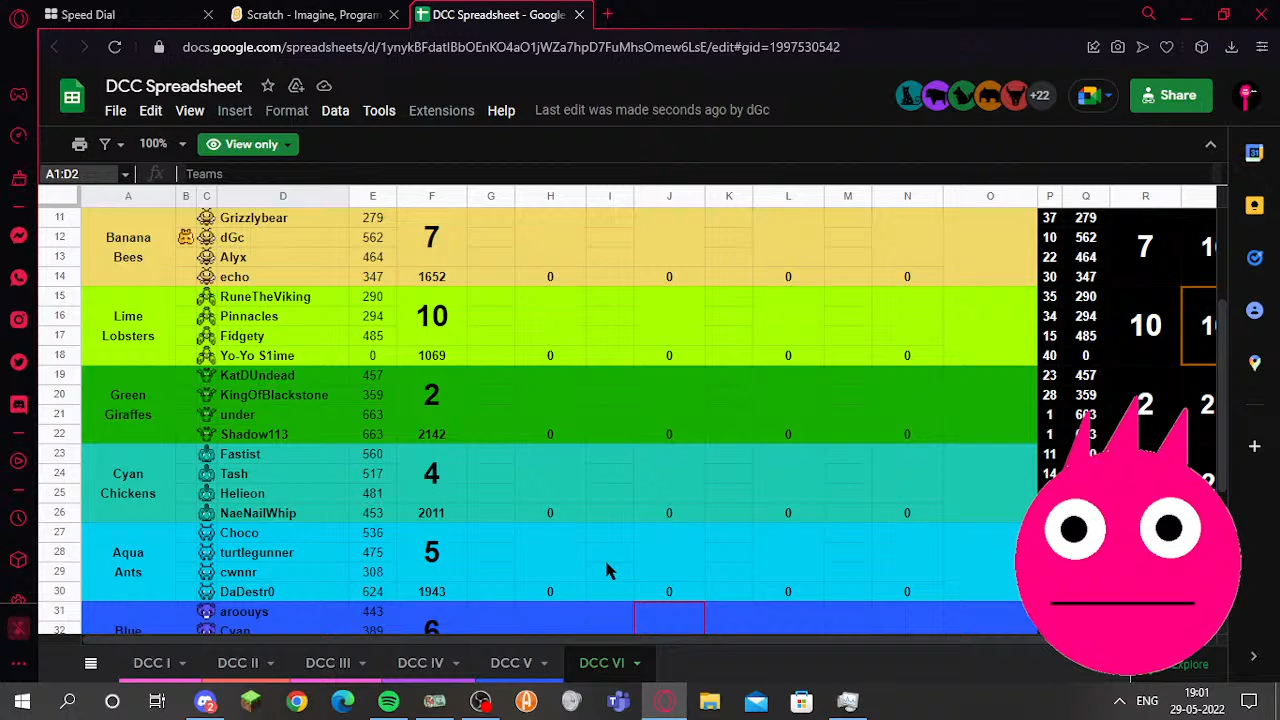 Speed Dial
Scratch - Imagine, Program
DCC Spreadsheet - Google
docs.google.com/spreadsheets/d/1ynykBFdatIBbOEnKO4aO1jWZa7hpD7FuMhsOmew6LsE/edit#gid=1997530542
DCC Spreadsheet
+22
Share
File Edit View Insert Format Data Tools Extensions Help Last edit was made seconds ago by dGc
100% View only
A1:D2 fx Teams
A B C D E F G H I J K L M N O P Q R
11 Grizzlybear 279 37 279
12 Banana dGc 562 7 10 562 7
13 Bees Alyx 464 22 464
14 echo 347 1652 0 0 0 0 30 347
15 RuneTheViking 290 35 290
16 Lime Pinnacles 294 10 34 294 10
17 Lobsters Fidgety 485 15 485
18 Yo-Yo S1ime 0 1069 0 0 0 0 40 0
19 KatDUndead 457 23 457
20 Green KingOfBlackstone 359 2 28 359 2 2
21 Giraffes under 663 1
22 Shadow113 663 2142 0 0 0 0 1
23 Fastist 560 11
24 Cyan Tash 517 4 14
25 Chickens Helieon 481
26 NaeNailWhip 453 2011 0 0 0 0
27 Choco 536
28 Aqua turtlegunner 475 5
29 Ants cwnnr 308
30 DaDestr0 624 1943 0 0 0 0
31 aroouys 443
32 Blue Cyan 389 6
DCC I DCC II DCC III DCC IV DCC V DCC VI Explore
2 ENG 19:01
29-05-2022